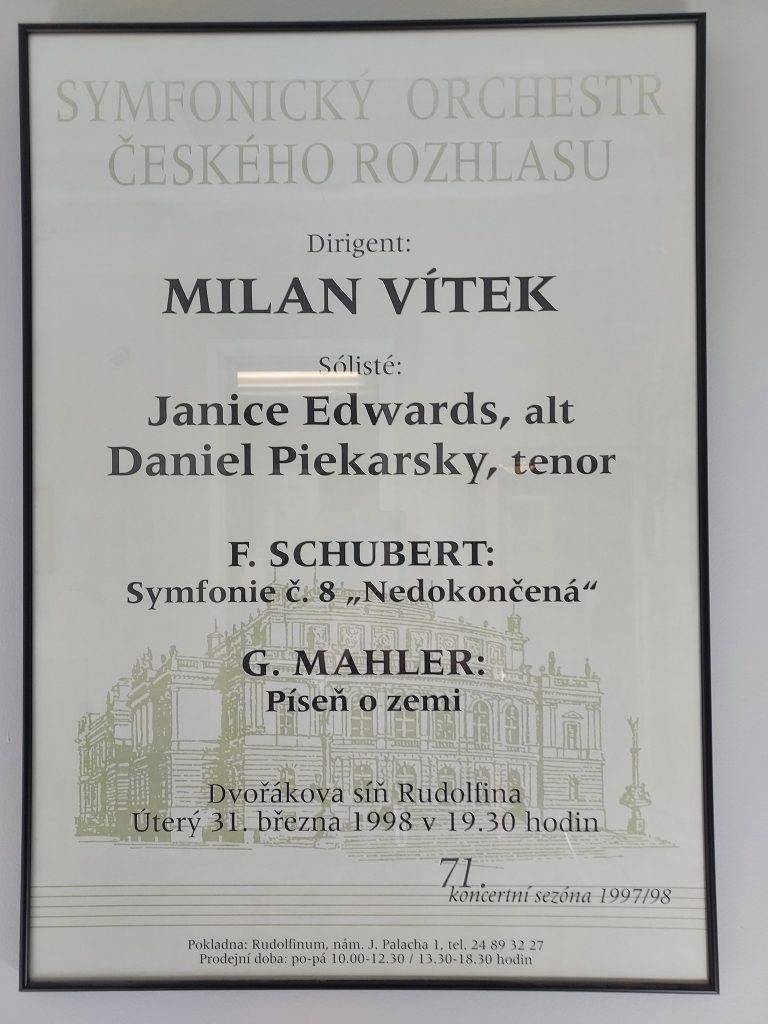 SYMFONICKÝ ORCHESTR
ČESKÉHO ROZHLASU
Dirigent:
MILAN VÍTEK
Sólisté:
Janice Edwards, alt
Daniel Piekarsky, tenor
F. SCHUBERT:
Symfonie č. 8 „Nedokončená“
G. MAHLER:
Píseň o zemi
Dvořákova síň Rudolfina
Úterý 31. března 1998 v 19.30 hodin
71.
koncertní sezóna 1997/98
Pokladna: Rudolfinum, nám. J. Palacha 1, tel. 24 89 32 27
Prodejní doba: po-pá 10.00-12.30 / 13.30-18.30 hodin